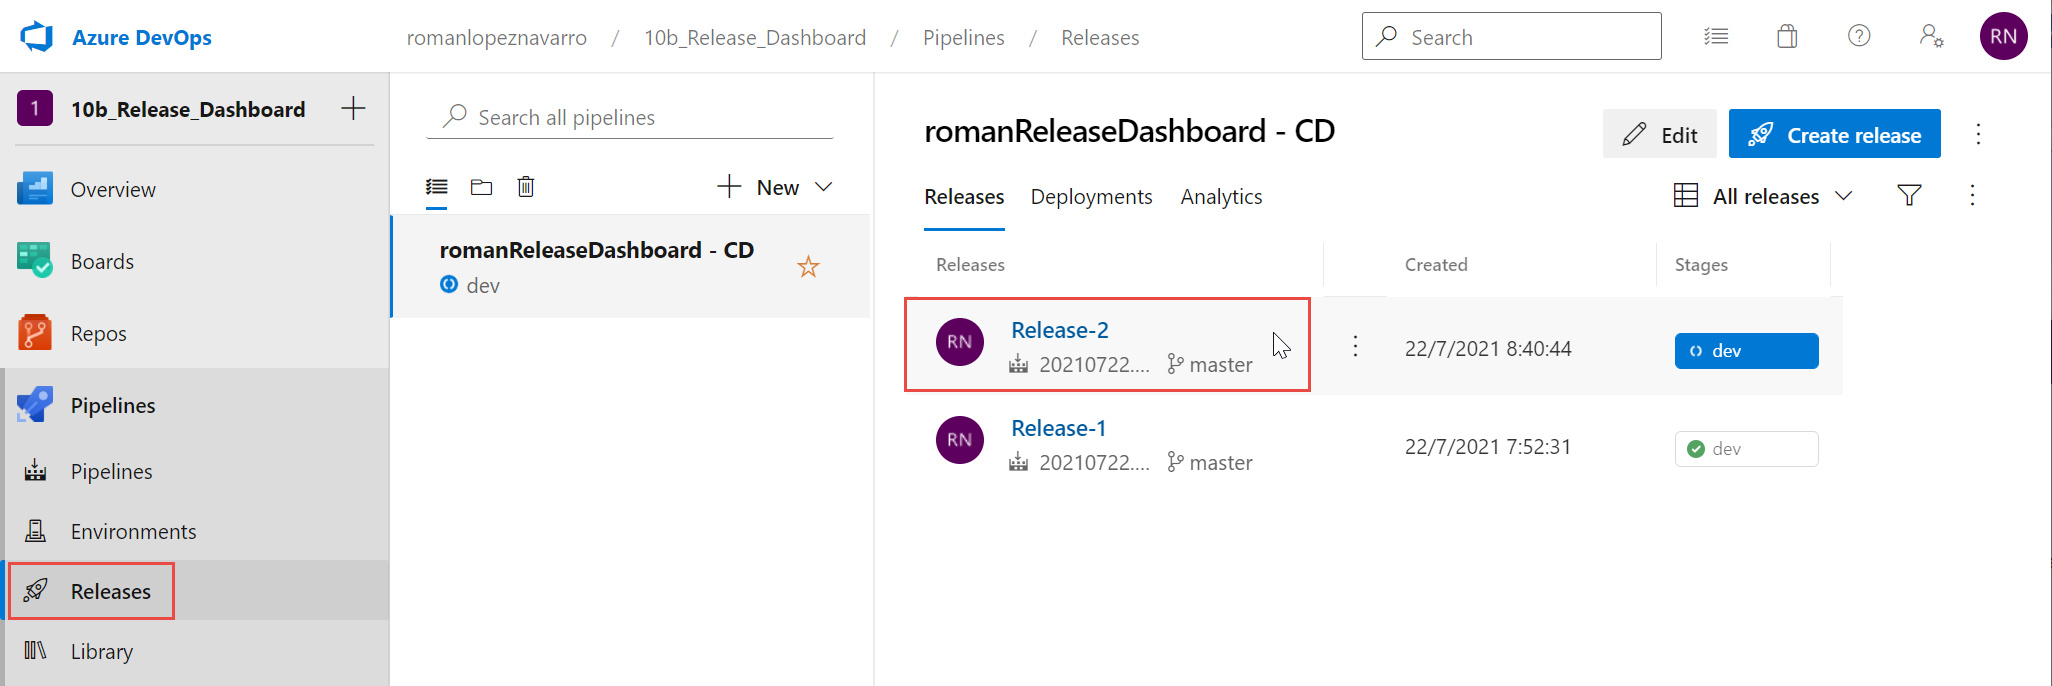 Azure DevOps
romanlopeznavarro / 10b_Release_Dashboard / Pipelines / Releases
Search
RN
1 10b_Release_Dashboard
Overview
Boards
Repos
Pipelines
Pipelines
Environments
Releases
Library
Search all pipelines
New
romanReleaseDashboard - CD
dev
romanReleaseDashboard - CD
Edit
Create release
Releases Deployments Analytics
All releases
Releases Created Stages
RN Release-2 22/7/2021 8:40:44 dev
20210722.... master
RN Release-1 22/7/2021 7:52:31 dev
20210722.... master